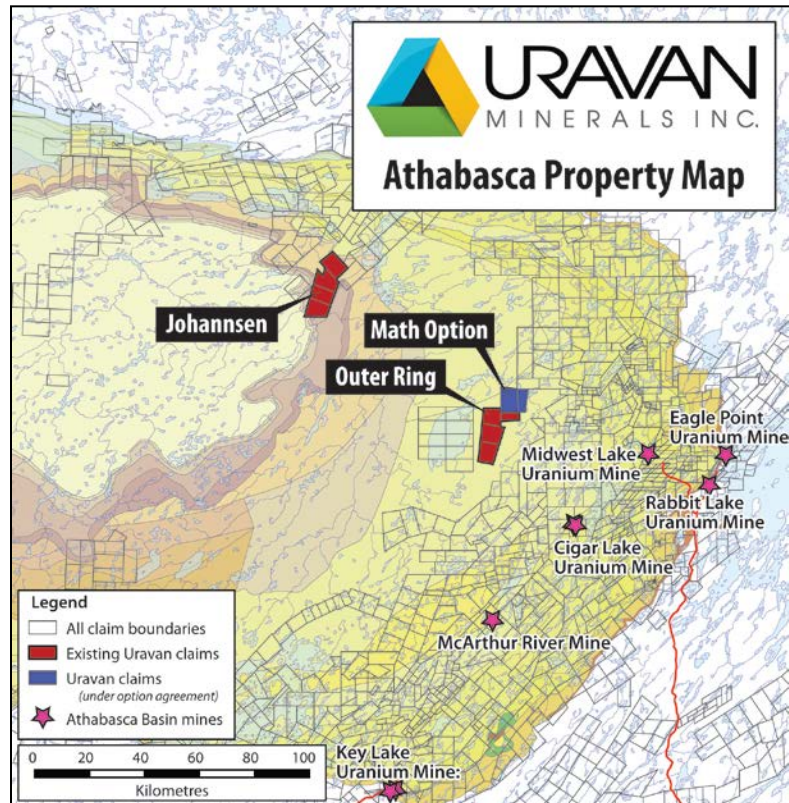 URAVAN
MINERALS INC.
Athabasca Property Map
Johannsen
Math Option
Outer Ring
Eagle Point
Uranium Mine
Midwest Lake
Uranium Mine
Rabbit Lake
Uranium Mine
Cigar Lake
Uranium Mine
McArthur River Mine
Legend
All claim boundaries
Existing Uravan claims
Uravan claims
(under option agreement)
Athabasca Basin mines
0 20 40 60 80 100
Kilometres
Key Lake
Uranium Mine: